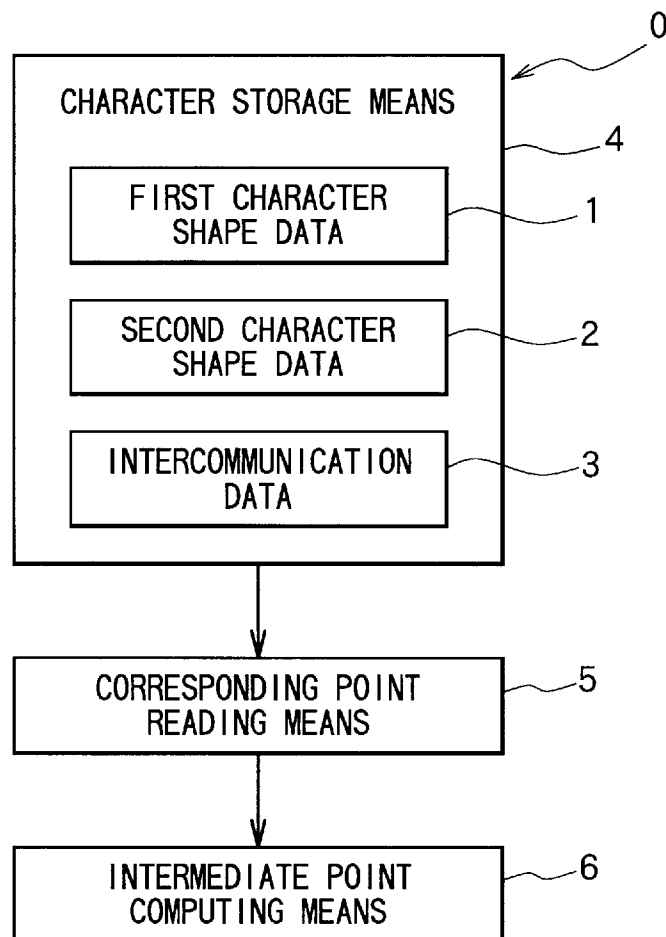 0
CHARACTER STORAGE MEANS
4
FIRST CHARACTER
SHAPE DATA
1
SECOND CHARACTER
SHAPE DATA
2
INTERCOMMUNICATION
DATA
3
CORRESPONDING POINT
READING MEANS
5
INTERMEDIATE POINT
COMPUTING MEANS
6